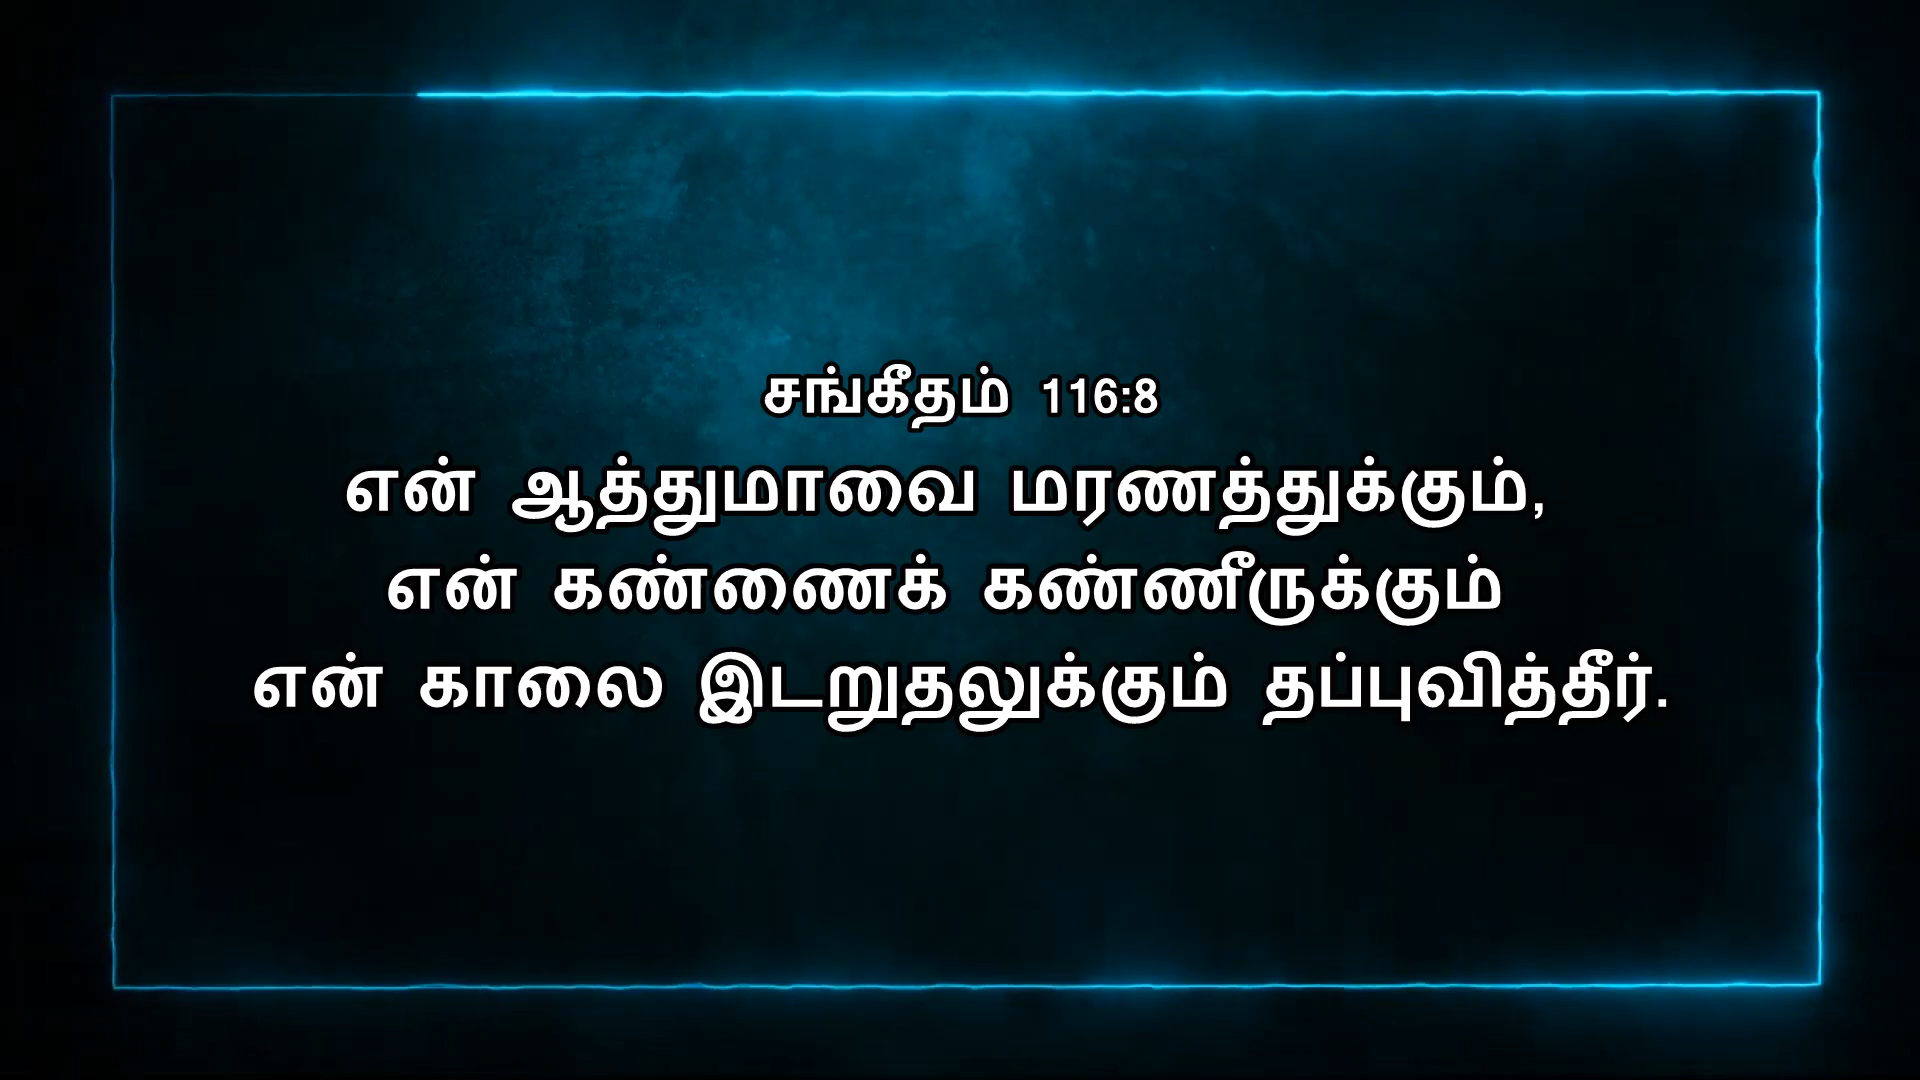 சங்கீதம் 116:8
என் ஆத்துமாவை மரணத்துக்கும்,
என் கண்ணைக் கண்ணீருக்கும்
என் காலை இடறுதலுக்கும் தப்புவித்தீர்.